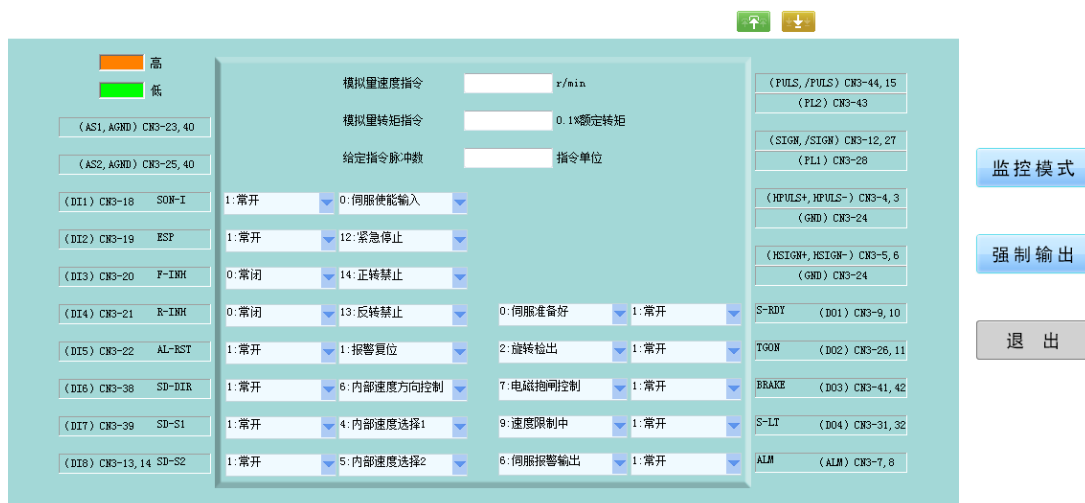 高
低
模拟量速度指令 r/min
模拟量转矩指令 0.1%额定转矩
给定指令脉冲数 指令单位
(AS1,AGND) CN3-23,40
(AS2,AGND) CN3-25,40
(DI1) CN3-18 SON-I 1:常开 0:伺服使能输入
(DI2) CN3-19 ESP 1:常开 12:紧急停止
(DI3) CN3-20 F-INH 0:常闭 14:正转禁止
(DI4) CN3-21 R-INH 0:常闭 13:反转禁止
(DI5) CN3-22 AL-RST 1:常开 1:报警复位
(DI6) CN3-38 SD-DIR 1:常开 6:内部速度方向控制
(DI7) CN3-39 SD-S1 1:常开 4:内部速度选择1
(DI8) CN3-13,14 SD-S2 1:常开 5:内部速度选择2
0:伺服准备好 1:常开 S-RDY (DO1) CN3-9,10
2:旋转检出 1:常开 TGON (DO2) CN3-26,11
7:电磁抱闸控制 1:常开 BRAKE (DO3) CN3-41,42
9:速度限制中 1:常开 S-LT (DO4) CN3-31,32
6:伺服报警输出 1:常开 ALM (ALM) CN3-7,8
(PULS,/PULS) CN3-44,15
(PL2) CN3-43
(SIGN,/SIGN) CN3-12,27
(PL1) CN3-28
(HPULS+,HPULS-) CN3-4,3
(GND) CN3-24
(HSIGN+,HSIGN-) CN3-5,6
(GND) CN3-24
监控模式
强制输出
退 出